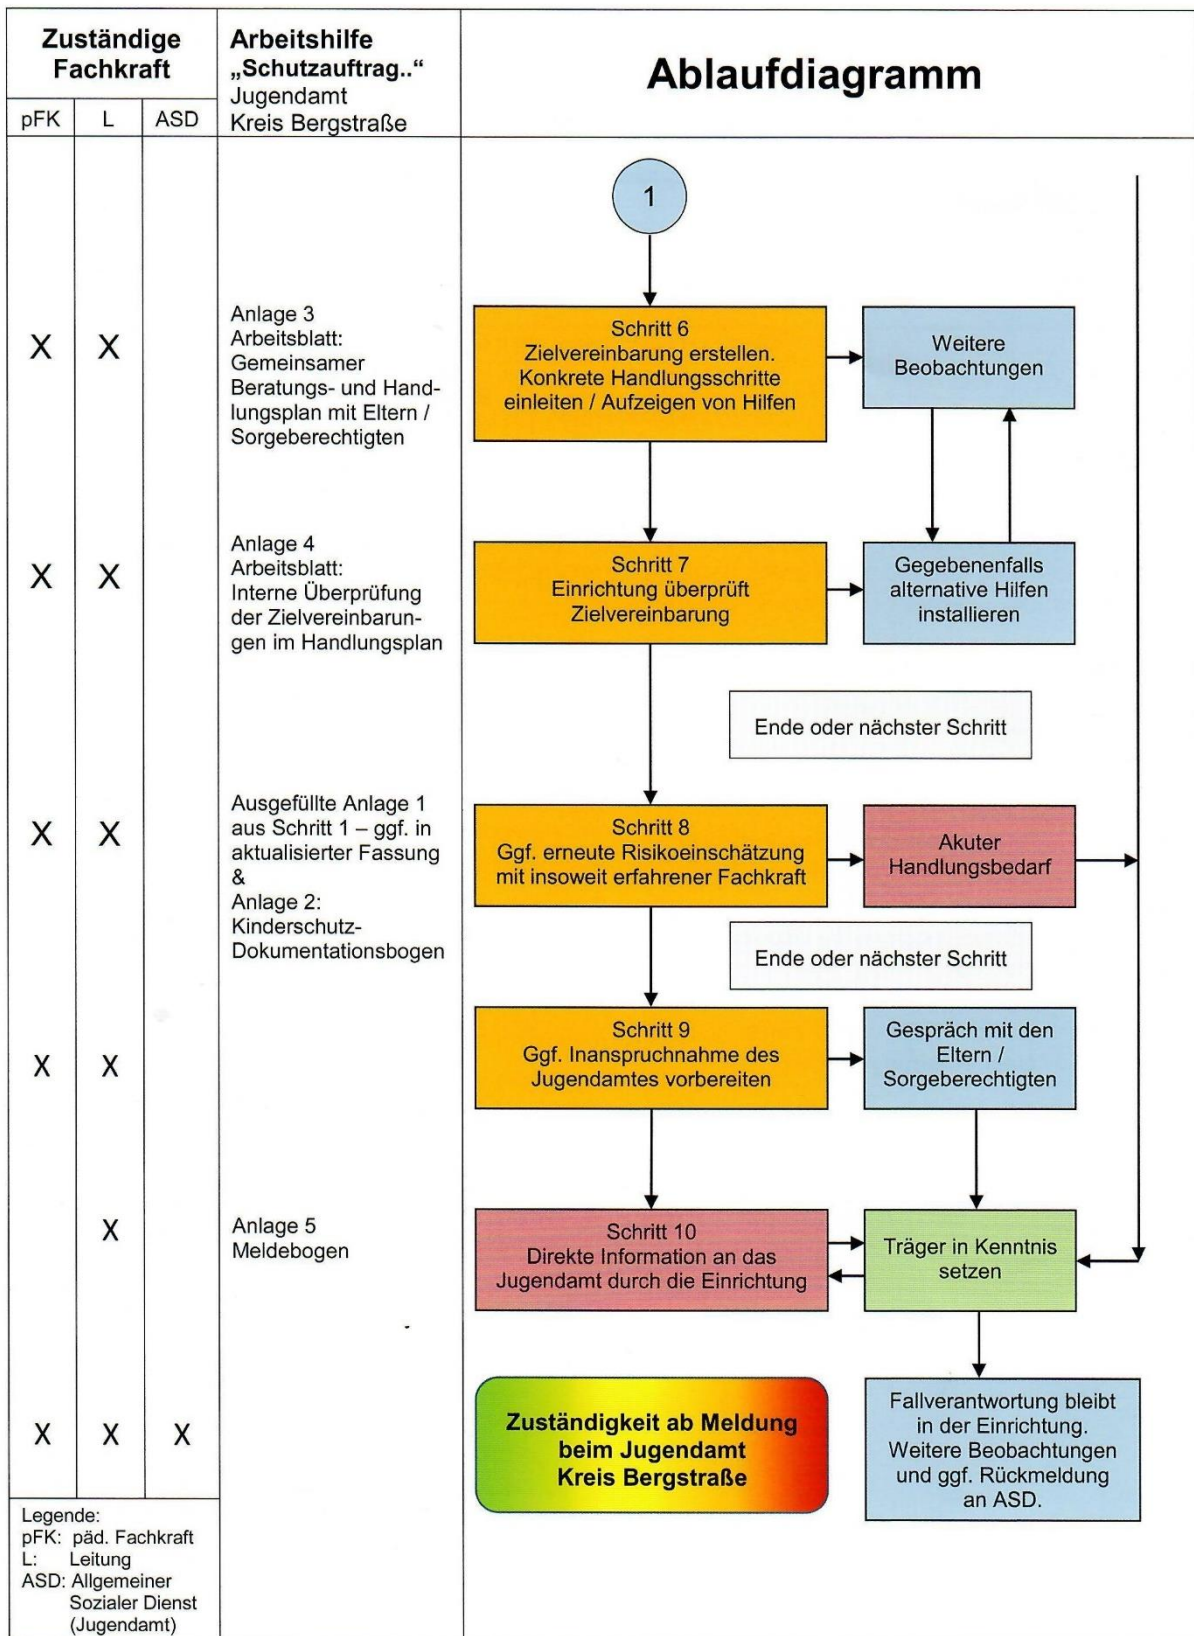 Zuständige
Fachkraft
pFK L ASD
Arbeitshilfe
„Schutzauftrag..“
Jugendamt
Kreis Bergstraße
Ablaufdiagramm
1
X X
Anlage 3
Arbeitsblatt:
Gemeinsamer
Beratungs- und Hand-
lungsplan mit Eltern /
Sorgeberechtigten
Schritt 6
Zielvereinbarung erstellen.
Konkrete Handlungsschritte
einleiten / Aufzeigen von Hilfen
Weitere
Beobachtungen
X X
Anlage 4
Arbeitsblatt:
Interne Überprüfung
der Zielvereinbarun-
gen im Handlungsplan
Schritt 7
Einrichtung überprüft
Zielvereinbarung
Gegebenenfalls
alternative Hilfen
installieren
Ende oder nächster Schritt
X X
Ausgefüllte Anlage 1
aus Schritt 1 – ggf. in
aktualisierter Fassung
&
Anlage 2:
Kinderschutz-
Dokumentationsbogen
Schritt 8
Ggf. erneute Risikoeinschätzung
mit insoweit erfahrener Fachkraft
Akuter
Handlungsbedarf
Ende oder nächster Schritt
X X
Schritt 9
Ggf. Inanspruchnahme des
Jugendamtes vorbereiten
Gespräch mit den
Eltern /
Sorgeberechtigten
X
Anlage 5
Meldebogen
Schritt 10
Direkte Information an das
Jugendamt durch die Einrichtung
Träger in Kenntnis
setzen
X X X
Zuständigkeit ab Meldung
beim Jugendamt
Kreis Bergstraße
Fallverantwortung bleibt
in der Einrichtung.
Weitere Beobachtungen
und ggf. Rückmeldung
an ASD.
Legende:
pFK: päd. Fachkraft
L: Leitung
ASD: Allgemeiner
Sozialer Dienst
(Jugendamt)